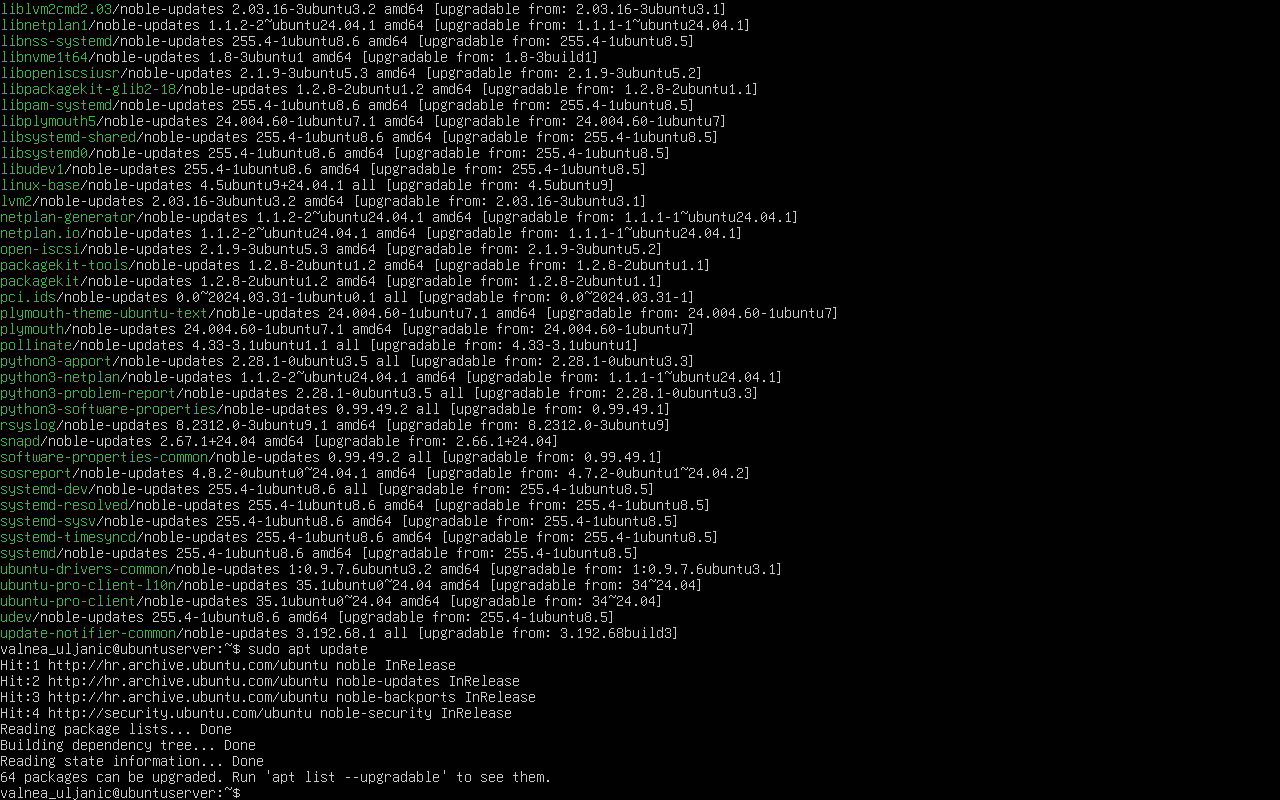 liblvm2cmd2.03/noble-updates 2.03.16-3ubuntu3.2 amd64 [upgradable from: 2.03.16-3ubuntu3.1]
libnetplan1/noble-updates 1.1.2-2~ubuntu24.04.1 amd64 [upgradable from: 1.1.1-1~ubuntu24.04.1]
libnss-systemd/noble-updates 255.4-1ubuntu8.6 amd64 [upgradable from: 255.4-1ubuntu8.5]
libnvme1t64/noble-updates 1.8-3ubuntu1 amd64 [upgradable from: 1.8-3build1]
libopeniscsiusr/noble-updates 2.1.9-3ubuntu5.3 amd64 [upgradable from: 2.1.9-3ubuntu5.2]
libpackagekit-glib2-18/noble-updates 1.2.8-2ubuntu1.2 amd64 [upgradable from: 1.2.8-2ubuntu1.1]
libpam-systemd/noble-updates 255.4-1ubuntu8.6 amd64 [upgradable from: 255.4-1ubuntu8.5]
libplymouth5/noble-updates 24.004.60-1ubuntu7.1 amd64 [upgradable from: 24.004.60-1ubuntu7]
libsystemd-shared/noble-updates 255.4-1ubuntu8.6 amd64 [upgradable from: 255.4-1ubuntu8.5]
libsystemd0/noble-updates 255.4-1ubuntu8.6 amd64 [upgradable from: 255.4-1ubuntu8.5]
libudev1/noble-updates 255.4-1ubuntu8.6 amd64 [upgradable from: 255.4-1ubuntu8.5]
linux-base/noble-updates 4.5ubuntu9+24.04.1 all [upgradable from: 4.5ubuntu9]
lvm2/noble-updates 2.03.16-3ubuntu3.2 amd64 [upgradable from: 2.03.16-3ubuntu3.1]
netplan-generator/noble-updates 1.1.2-2~ubuntu24.04.1 amd64 [upgradable from: 1.1.1-1~ubuntu24.04.1]
netplan.io/noble-updates 1.1.2-2~ubuntu24.04.1 amd64 [upgradable from: 1.1.1-1~ubuntu24.04.1]
open-iscsi/noble-updates 2.1.9-3ubuntu5.3 amd64 [upgradable from: 2.1.9-3ubuntu5.2]
packagekit-tools/noble-updates 1.2.8-2ubuntu1.2 amd64 [upgradable from: 1.2.8-2ubuntu1.1]
packagekit/noble-updates 1.2.8-2ubuntu1.2 amd64 [upgradable from: 1.2.8-2ubuntu1.1]
pci.ids/noble-updates 0.0~2024.03.31-1ubuntu0.1 all [upgradable from: 0.0~2024.03.31-1]
plymouth-theme-ubuntu-text/noble-updates 24.004.60-1ubuntu7.1 amd64 [upgradable from: 24.004.60-1ubuntu7]
plymouth/noble-updates 24.004.60-1ubuntu7.1 amd64 [upgradable from: 24.004.60-1ubuntu7]
pollinate/noble-updates 4.33-3.1ubuntu1.1 all [upgradable from: 4.33-3.1ubuntu1]
python3-apport/noble-updates 2.28.1-0ubuntu3.5 all [upgradable from: 2.28.1-0ubuntu3.3]
python3-netplan/noble-updates 1.1.2-2~ubuntu24.04.1 amd64 [upgradable from: 1.1.1-1~ubuntu24.04.1]
python3-problem-report/noble-updates 2.28.1-0ubuntu3.5 all [upgradable from: 2.28.1-0ubuntu3.3]
python3-software-properties/noble-updates 0.99.49.2 all [upgradable from: 0.99.49.1]
rsyslog/noble-updates 8.2312.0-3ubuntu9.1 amd64 [upgradable from: 8.2312.0-3ubuntu9]
snapd/noble-updates 2.67.1+24.04 amd64 [upgradable from: 2.66.1+24.04]
software-properties-common/noble-updates 0.99.49.2 all [upgradable from: 0.99.49.1]
sosreport/noble-updates 4.8.2-0ubuntu0~24.04.1 amd64 [upgradable from: 4.7.2-0ubuntu1~24.04.2]
systemd-dev/noble-updates 255.4-1ubuntu8.6 all [upgradable from: 255.4-1ubuntu8.5]
systemd-resolved/noble-updates 255.4-1ubuntu8.6 amd64 [upgradable from: 255.4-1ubuntu8.5]
systemd-sysv/noble-updates 255.4-1ubuntu8.6 amd64 [upgradable from: 255.4-1ubuntu8.5]
systemd-timesyncd/noble-updates 255.4-1ubuntu8.6 amd64 [upgradable from: 255.4-1ubuntu8.5]
systemd/noble-updates 255.4-1ubuntu8.6 amd64 [upgradable from: 255.4-1ubuntu8.5]
ubuntu-drivers-common/noble-updates 1:0.9.7.6ubuntu3.2 amd64 [upgradable from: 1:0.9.7.6ubuntu3.1]
ubuntu-pro-client-l10n/noble-updates 35.1ubuntu0~24.04 amd64 [upgradable from: 34~24.04]
ubuntu-pro-client/noble-updates 35.1ubuntu0~24.04 amd64 [upgradable from: 34~24.04]
udev/noble-updates 255.4-1ubuntu8.6 amd64 [upgradable from: 255.4-1ubuntu8.5]
update-notifier-common/noble-updates 3.192.68.1 all [upgradable from: 3.192.68build3]
valnea_uljanic@ubuntuserver:~$ sudo apt update
Hit:1 http://hr.archive.ubuntu.com/ubuntu noble InRelease
Hit:2 http://hr.archive.ubuntu.com/ubuntu noble-updates InRelease
Hit:3 http://hr.archive.ubuntu.com/ubuntu noble-backports InRelease
Hit:4 http://security.ubuntu.com/ubuntu noble-security InRelease
Reading package lists... Done
Building dependency tree... Done
Reading state information... Done
64 packages can be upgraded. Run 'apt list --upgradable' to see them.
valnea_uljanic@ubuntuserver:~$